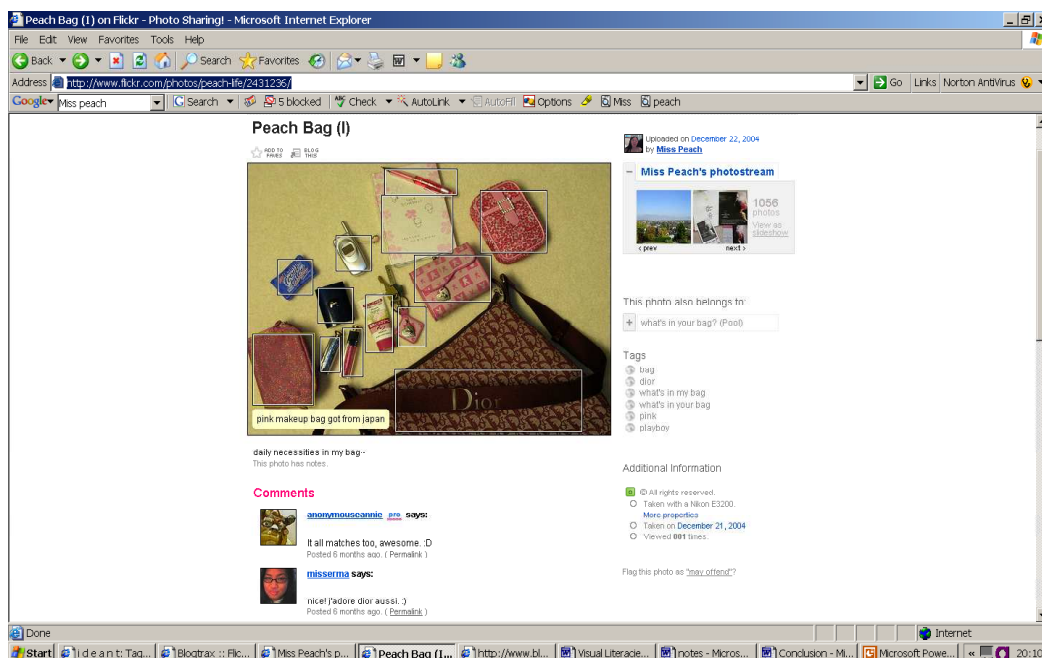 Peach Bag (I) on Flickr - Photo Sharing! - Microsoft Internet Explorer
File Edit View Favorites Tools Help
Back Search Favorites
Address http://www.flickr.com/photos/peach-life/2431236/ Go Links Norton AntiVirus
Google Miss peach Search 5 blocked Check AutoLink AutoFill Options Miss peach
Peach Bag (I)
ADD TO FAVES BLOG THIS
Dior
pink makeup bag got from japan
daily necessities in my bag--
This photo has notes.
Comments
anonymouseannie pro says:
It all matches too, awesome. :D
Posted 6 months ago. ( Permalink )
misserma says:
nice! j'adore dior aussi. :)
Posted 6 months ago. ( Permalink )
Uploaded on December 22, 2004
by Miss Peach
Miss Peach's photostream
1056
photos
View as
slideshow
‹ prev next ›
This photo also belongs to:
what's in your bag? (Pool)
Tags
bag
dior
what's in my bag
what's in your bag
pink
playboy
Additional Information
© All rights reserved.
Taken with a Nikon E3200.
More properties
Taken on December 21, 2004
Viewed 801 times.
Flag this photo as "may offend"?
Done Internet
Start i d e a n t: Tag... Blogtrax :: Flic... Miss Peach's p... Peach Bag (I... http://www.bl... Visual Literacie... notes - Micros... Conclusion - Mi... Microsoft Powe... « 20:10